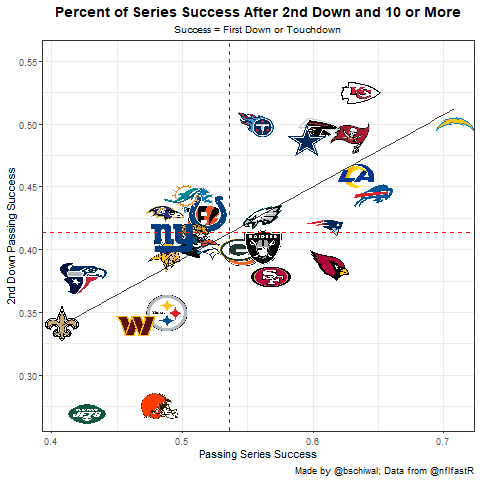 Percent of Series Success After 2nd Down and 10 or More
Success = First Down or Touchdown
2nd Down Passing Success
0.55
0.50
0.45
0.40
0.35
0.30
0.4
0.5
0.6
0.7
Passing Series Success
Made by @bschiwal; Data from @nflfastR
RAIDERS
JETS